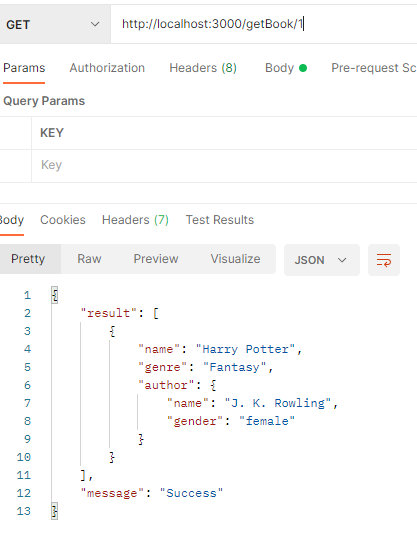 GET http://localhost:3000/getBook/1
Params Authorization Headers (8) Body Pre-request Sc
Query Params
KEY
Key
Body Cookies Headers (7) Test Results
Pretty Raw Preview Visualize JSON
1 {
2 "result": [
3 {
4 "name": "Harry Potter",
5 "genre": "Fantasy",
6 "author": {
7 "name": "J. K. Rowling",
8 "gender": "female"
9 }
10 }
11 ],
12 "message": "Success"
13 }